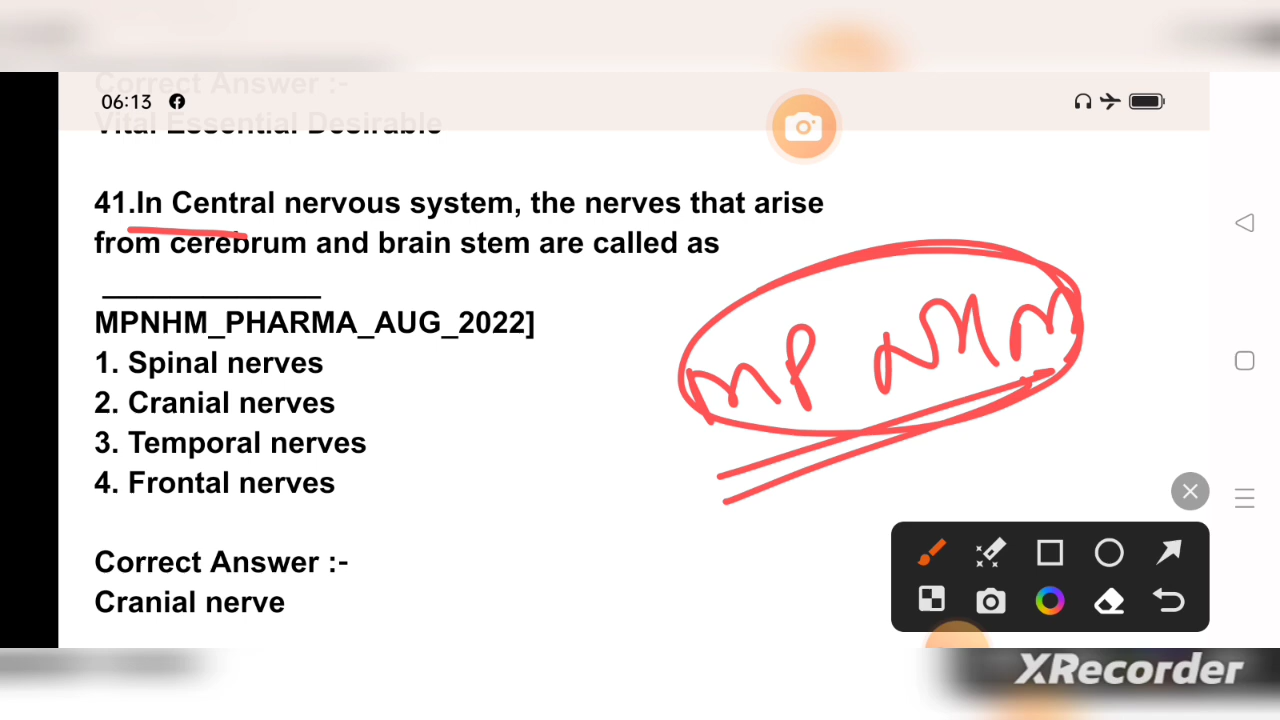 Correct Answer :-
06:13
Vital Essential Desirable
41.In Central nervous system, the nerves that arise
from cerebrum and brain stem are called as
_____________
MPNHM_PHARMA_AUG_2022]
MP NHM
1. Spinal nerves
2. Cranial nerves
3. Temporal nerves
4. Frontal nerves
Correct Answer :-
Cranial nerve
XRecorder